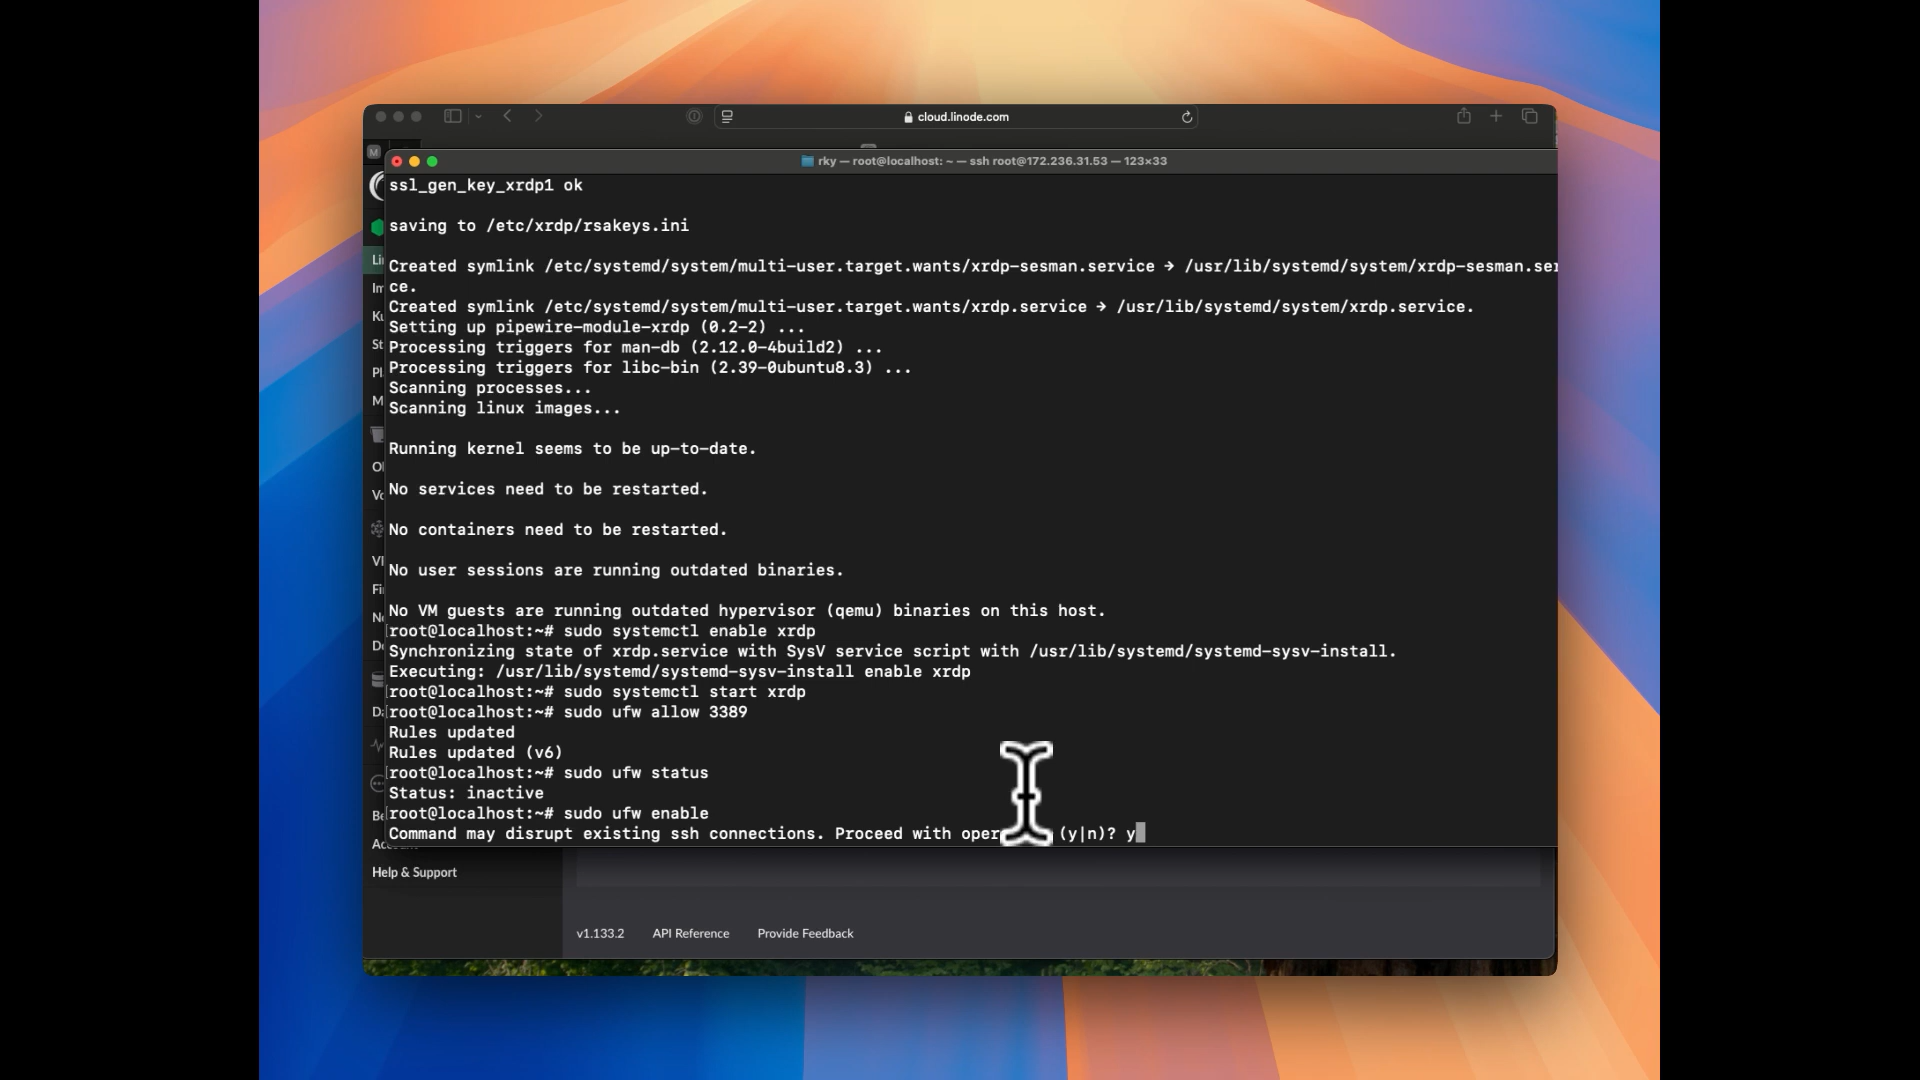 cloud.linode.com
M
rky — root@localhost: ~ — ssh root@172.236.31.53 — 123×33
ssl_gen_key_xrdp1 ok
saving to /etc/xrdp/rsakeys.ini
Created symlink /etc/systemd/system/multi-user.target.wants/xrdp-sesman.service → /usr/lib/systemd/system/xrdp-sesman.ser
ce.
Created symlink /etc/systemd/system/multi-user.target.wants/xrdp.service → /usr/lib/systemd/system/xrdp.service.
Setting up pipewire-module-xrdp (0.2-2) ...
Processing triggers for man-db (2.12.0-4build2) ...
Processing triggers for libc-bin (2.39-0ubuntu8.3) ...
Scanning processes...
Scanning linux images...
Running kernel seems to be up-to-date.
No services need to be restarted.
No containers need to be restarted.
No user sessions are running outdated binaries.
No VM guests are running outdated hypervisor (qemu) binaries on this host.
[root@localhost:~# sudo systemctl enable xrdp
Synchronizing state of xrdp.service with SysV service script with /usr/lib/systemd/systemd-sysv-install.
Executing: /usr/lib/systemd/systemd-sysv-install enable xrdp
[root@localhost:~# sudo systemctl start xrdp
[root@localhost:~# sudo ufw allow 3389
Rules updated
Rules updated (v6)
[root@localhost:~# sudo ufw status
Status: inactive
[root@localhost:~# sudo ufw enable
Command may disrupt existing ssh connections. Proceed with oper (y|n)? y
Help & Support
v1.133.2 API Reference Provide Feedback